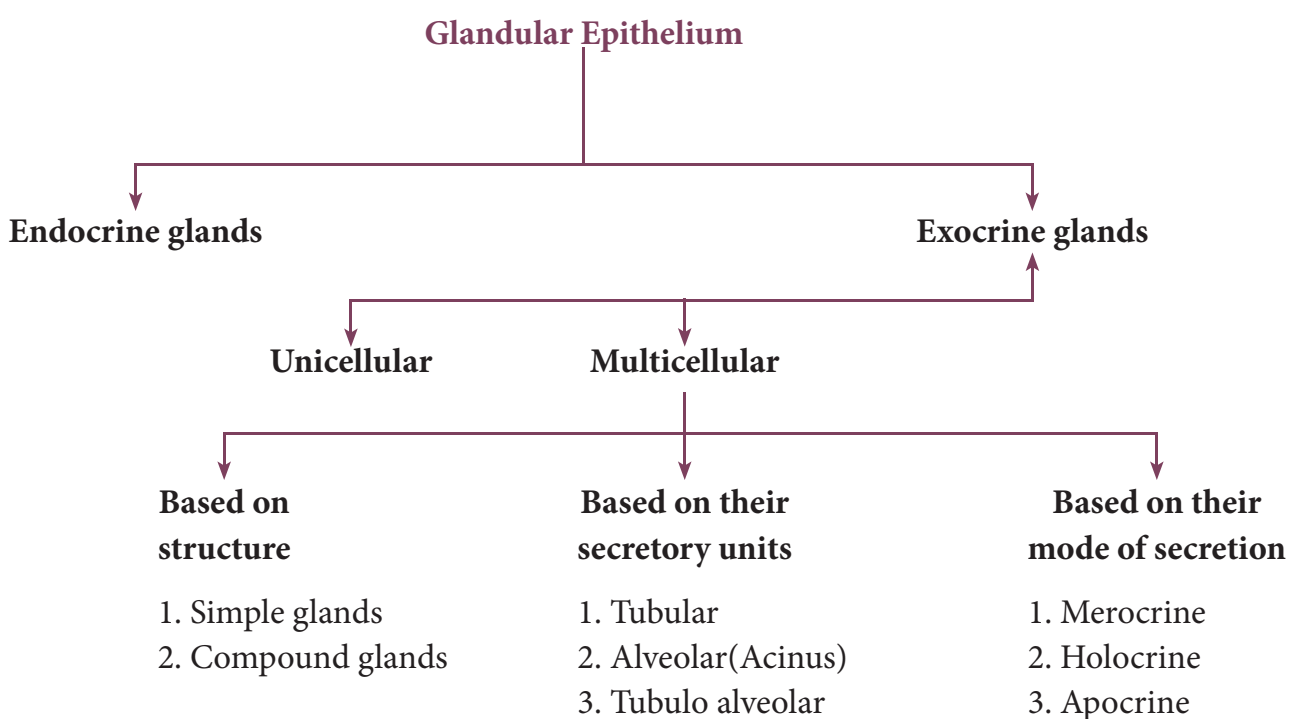 Glandular Epithelium
Endocrine glands
Exocrine glands
Unicellular
Multicellular
Based on
structure
1. Simple glands
2. Compound glands
Based on their
secretory units
1. Tubular
2. Alveolar(Acinus)
3. Tubulo alveolar
Based on their
mode of secretion
1. Merocrine
2. Holocrine
3. Apocrine